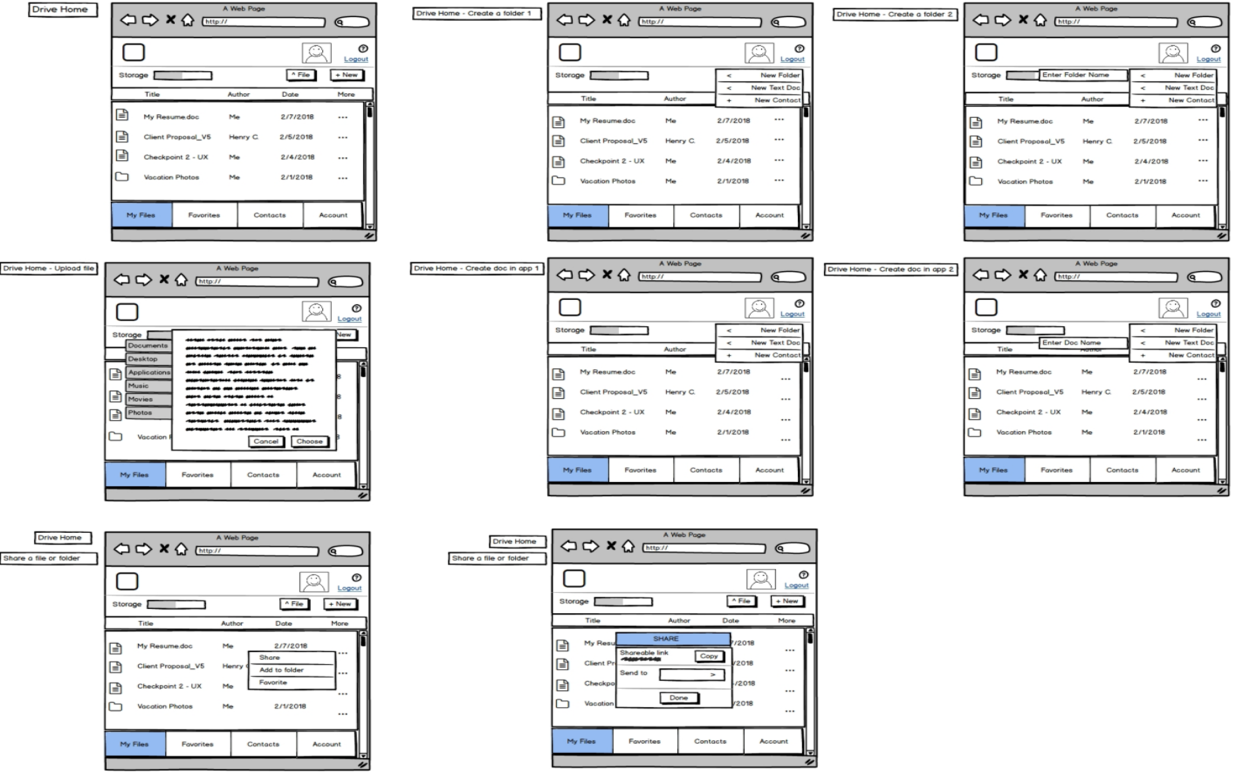 Drive Home
A Web Page
http://
?
Logout
Storage
^ File
+ New
Title Author Date More
My Resume.doc Me 2/7/2018 ...
Client Proposal_V5 Henry C. 2/5/2018 ...
Checkpoint 2 - UX Me 2/4/2018 ...
Vacation Photos Me 2/1/2018 ...
My Files Favorites Contacts Account
Drive Home - Create a folder 1
A Web Page
http://
?
Logout
Storage
< New Folder
< New Text Doc
+ New Contact
Title Author
My Resume.doc Me 2/7/2018 ...
Client Proposal_V5 Henry C. 2/5/2018 ...
Checkpoint 2 - UX Me 2/4/2018 ...
Vacation Photos Me 2/1/2018 ...
My Files Favorites Contacts Account
Drive Home - Create a folder 2
A Web Page
http://
?
Logout
Storage
Enter Folder Name
< New Folder
< New Text Doc
+ New Contact
Title Author
My Resume.doc Me 2/7/2018 ...
Client Proposal_V5 Henry C. 2/5/2018 ...
Checkpoint 2 - UX Me 2/4/2018 ...
Vacation Photos Me 2/1/2018 ...
My Files Favorites Contacts Account
Drive Home - Upload file
A Web Page
http://
?
Logout
Storage
New
Documents
Desktop
Applications
Music
Movies
Photos
Vacation
Cancel Choose
My Files Favorites Contacts Account
Drive Home - Create doc in app 1
A Web Page
http://
?
Logout
Storage
< New Folder
< New Text Doc
+ New Contact
Title Author
My Resume.doc Me 2/7/2018 ...
Client Proposal_V5 Henry C. 2/5/2018 ...
Checkpoint 2 - UX Me 2/4/2018 ...
Vacation Photos Me 2/1/2018 ...
My Files Favorites Contacts Account
Drive Home - Create doc in app 2
A Web Page
http://
?
Logout
Storage
< New Folder
< New Text Doc
+ New Contact
Enter Doc Name
Title
My Resume.doc Me 2/7/2018 ...
Client Proposal_V5 Henry C. 2/5/2018 ...
Checkpoint 2 - UX Me 2/4/2018 ...
Vacation Photos Me 2/1/2018 ...
My Files Favorites Contacts Account
Drive Home
Share a file or folder
A Web Page
http://
?
Logout
Storage
^ File
+ New
Title Author Date More
My Resume.doc Me 2/7/2018 ...
Client Proposal_V5 Henry
Share
Add to folder
Favorite
Checkpoint 2 - UX Me ...
Vacation Photos Me 2/1/2018 ...
My Files Favorites Contacts Account
Drive Home
Share a file or folder
A Web Page
http://
?
Logout
Storage
^ File
+ New
Title Author Date More
My Resu
Client Pr
Checkpo
Vacation
/2018
SHARE
Shareable link
Copy
Send to >
Done
My Files Favorites Contacts Account